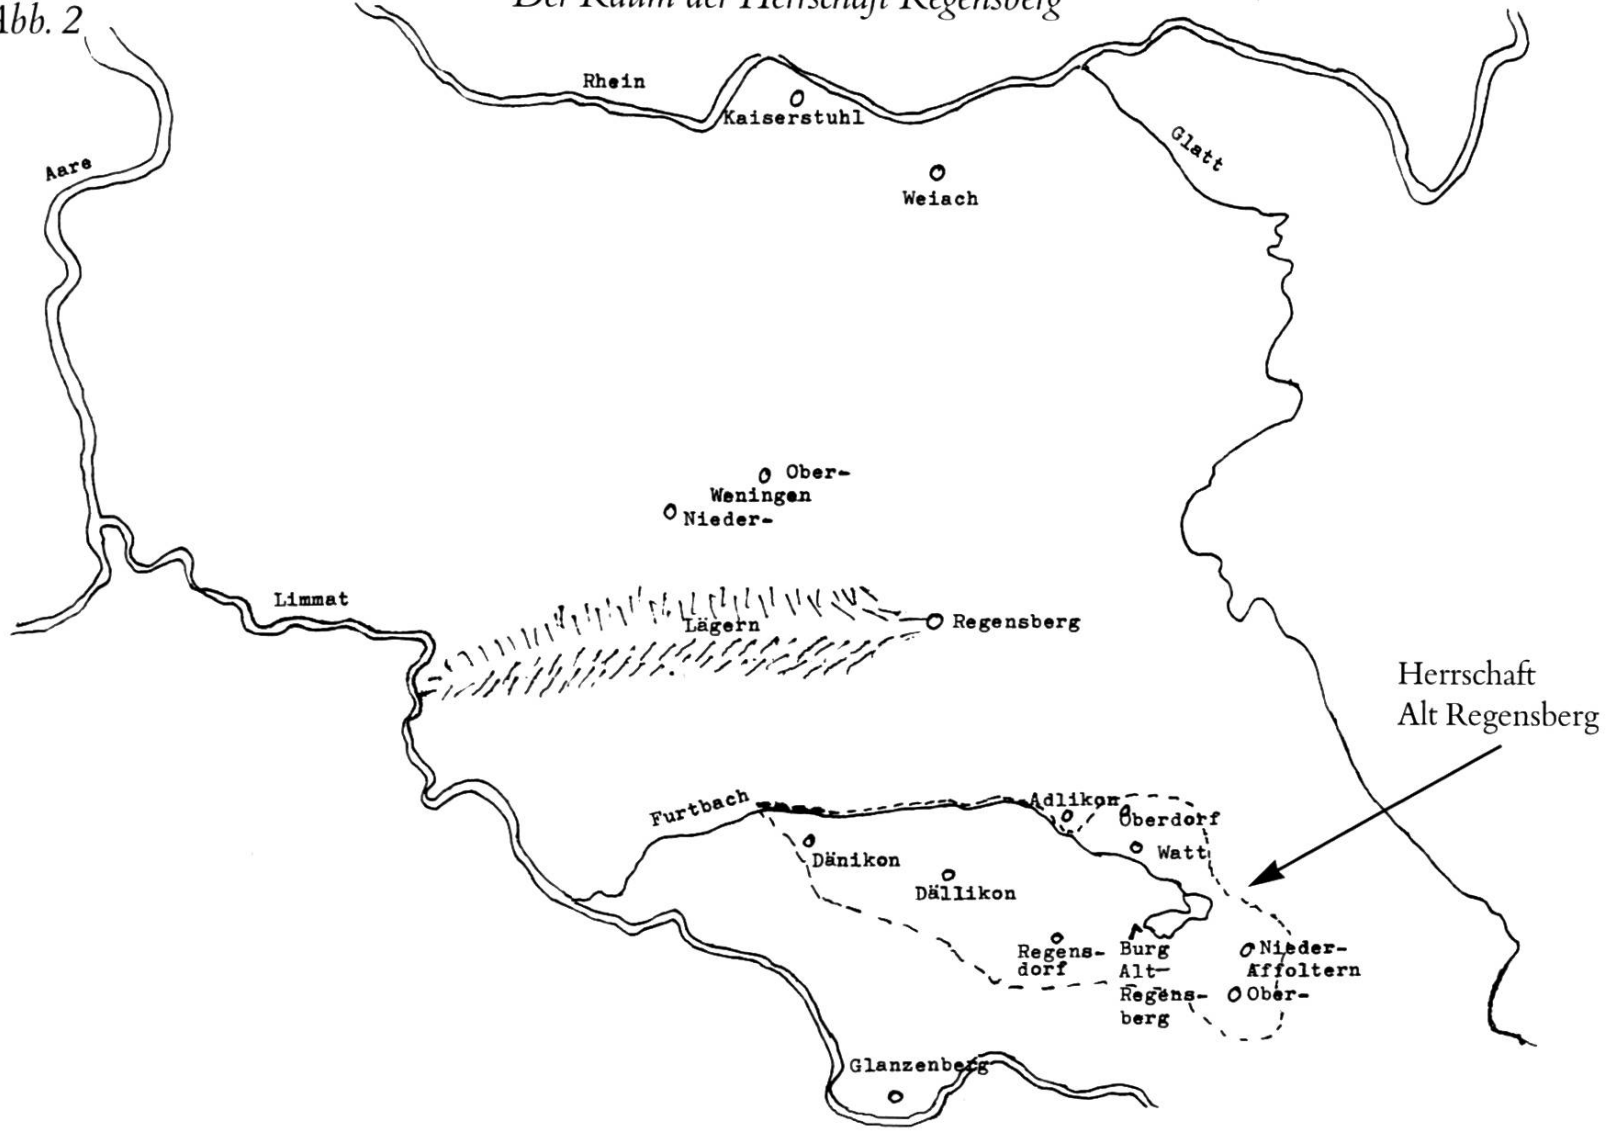 Abb. 2
Der Raum der Herrschaft Regensberg
Rhein
Kaiserstuhl
Glatt
Aare
Weiach
Ober-
Weningen
Nieder-
Limmat
Lägern
Regensberg
Herrschaft
Alt Regensberg
Furtbach
Adlikon
Oberdorf
Watt
Dänikon
Dällikon
Regens-
dorf
Burg
Alt-
Regens-
berg
Nieder-
Affoltern
Ober-
Glanzenberg